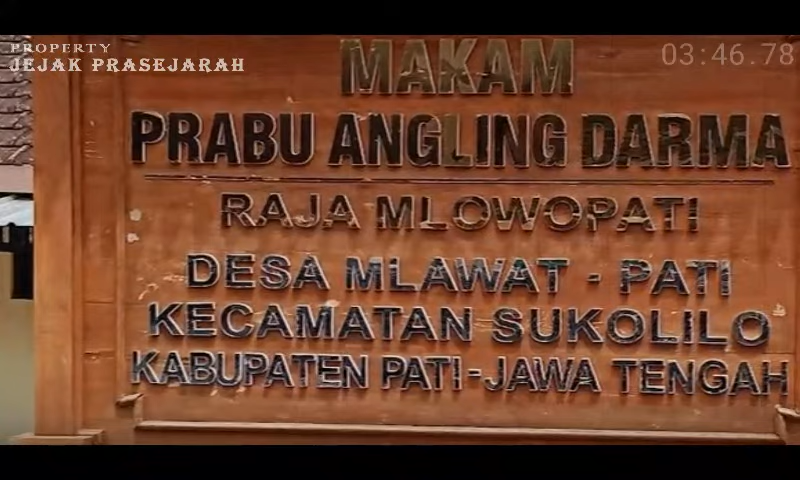 PROPERTY
JEJAK PRASEJARAH
03:46.78
MAKAM
PRABU ANGLING DARMA
RAJA MLOWOPATI
DESA MLAWAT - PATI
KECAMATAN SUKOLILO
KABUPATEN PATI-JAWA TENGAH